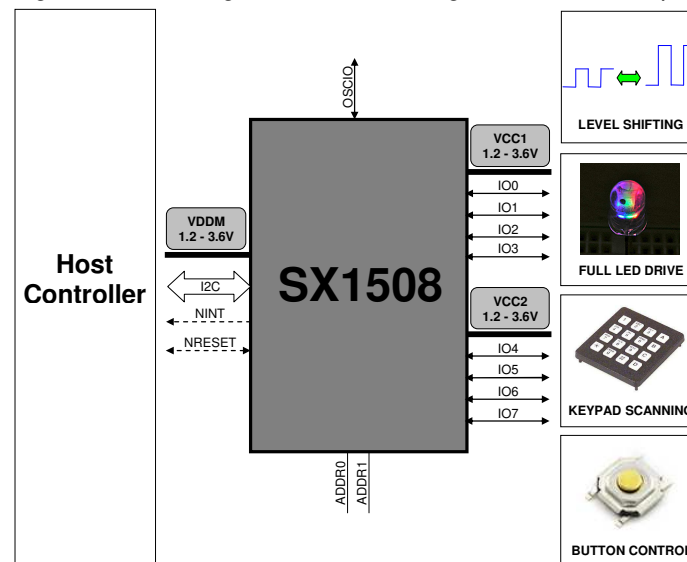 OSCIO
VCC1
1.2 - 3.6V
IO0
IO1
IO2
IO3
VDDM
1.2 - 3.6V
Host
Controller
I2C
NINT
NRESET
SX1508
VCC2
1.2 - 3.6V
IO4
IO5
IO6
IO7
ADDR0
ADDR1
LEVEL SHIFTING
FULL LED DRIVE
KEYPAD SCANNING
BUTTON CONTROL